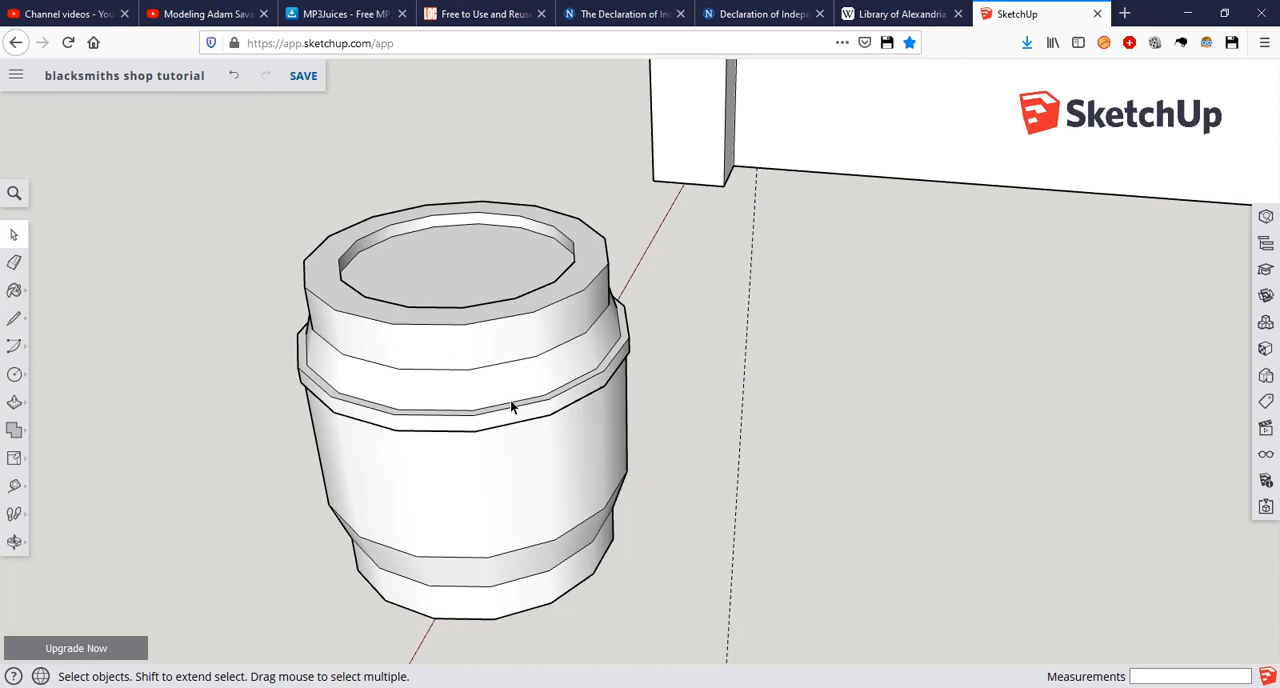 Channel videos - You
Modeling Adam Sava
MP3Juices - Free MP
LOC Free to Use and Reus
The Declaration of In
Declaration of Indepe
Library of Alexandria
SketchUp
https://app.sketchup.com/app
blacksmiths shop tutorial
SAVE
SketchUp
Upgrade Now
Select objects. Shift to extend select. Drag mouse to select multiple.
Measurements